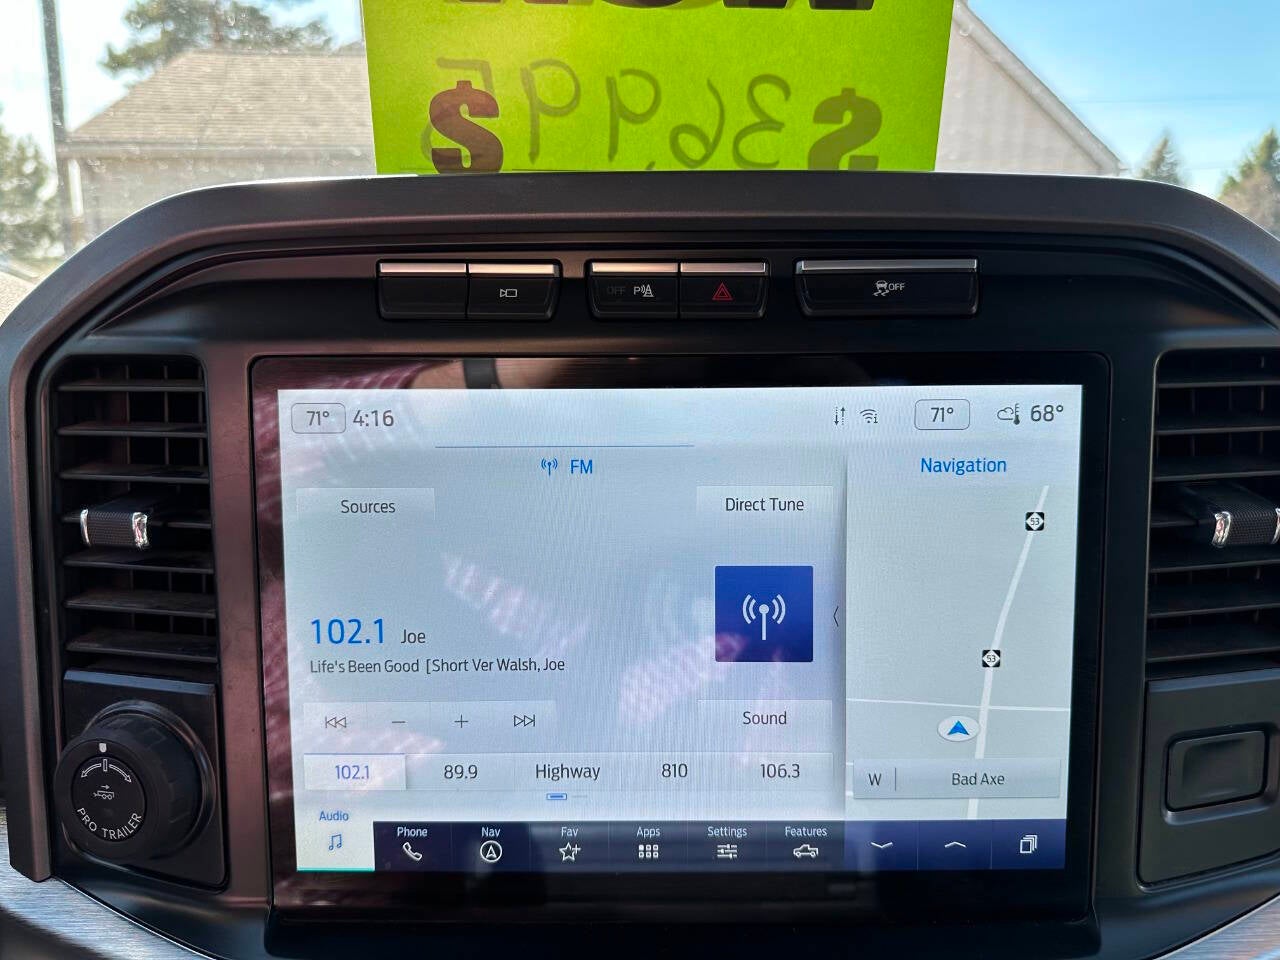 NOW
$ 36,995 $
OFF
OFF
71° 4:16 71° 68°
FM
Navigation
Sources
Direct Tune
53
102.1 Joe
Life's Been Good [Short Ver Walsh, Joe
53
Sound
102.1 89.9 Highway 810 106.3
W Bad Axe
Audio
Phone Nav Fav Apps Settings Features
PRO TRAILER